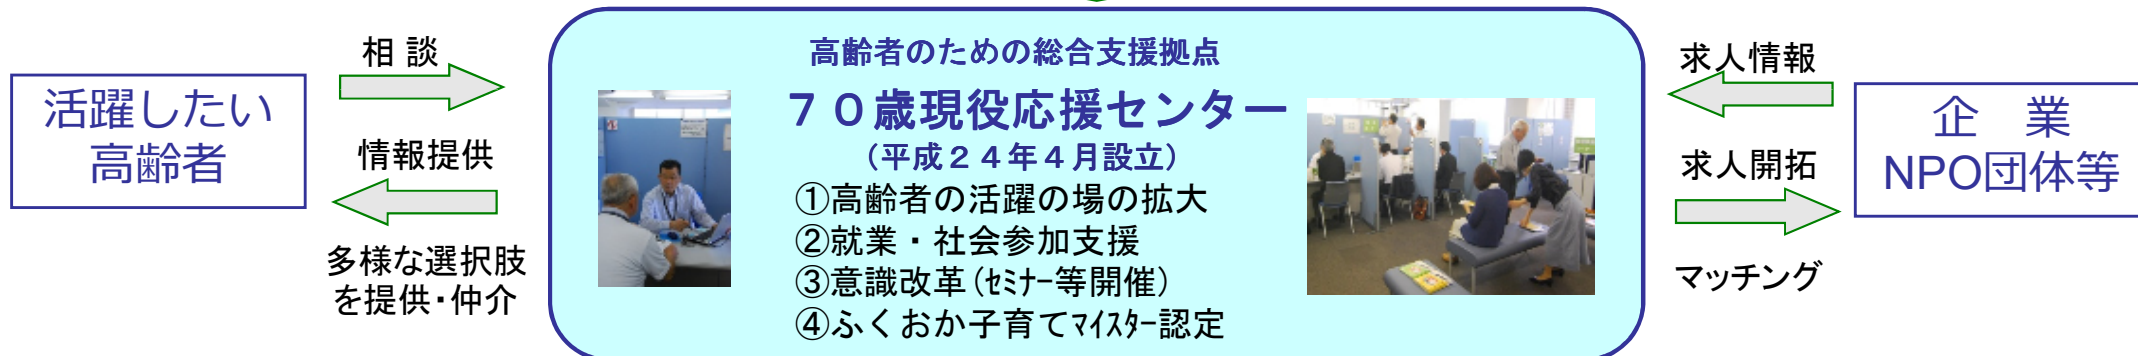 活躍したい
高齢者
相 談
情報提供
多様な選択肢
を提供・仲介
高齢者のための総合支援拠点
７０歳現役応援センター
（平成２４年４月設立）
①高齢者の活躍の場の拡大
②就業・社会参加支援
③意識改革（ｾﾐﾅｰ等開催）
④ふくおか子育てﾏｲｽﾀｰ認定
求人情報
求人開拓
マッチング
企　業
NPO団体等